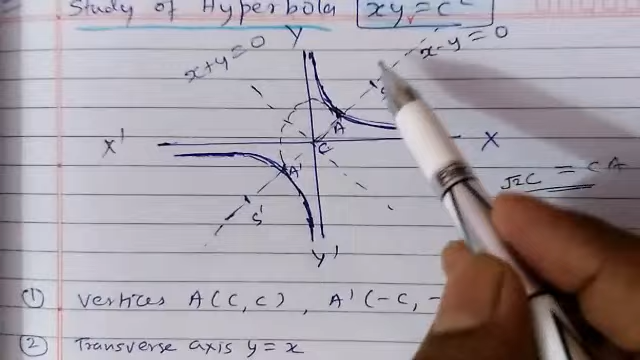 Study of Hyperbola xy = c²
x+y=0 Y x-y=0
S
A
X' C X
A' √2C = CA
S'
Y'
① Vertices A(C, C), A'(-C, -
② Transverse axis y = x